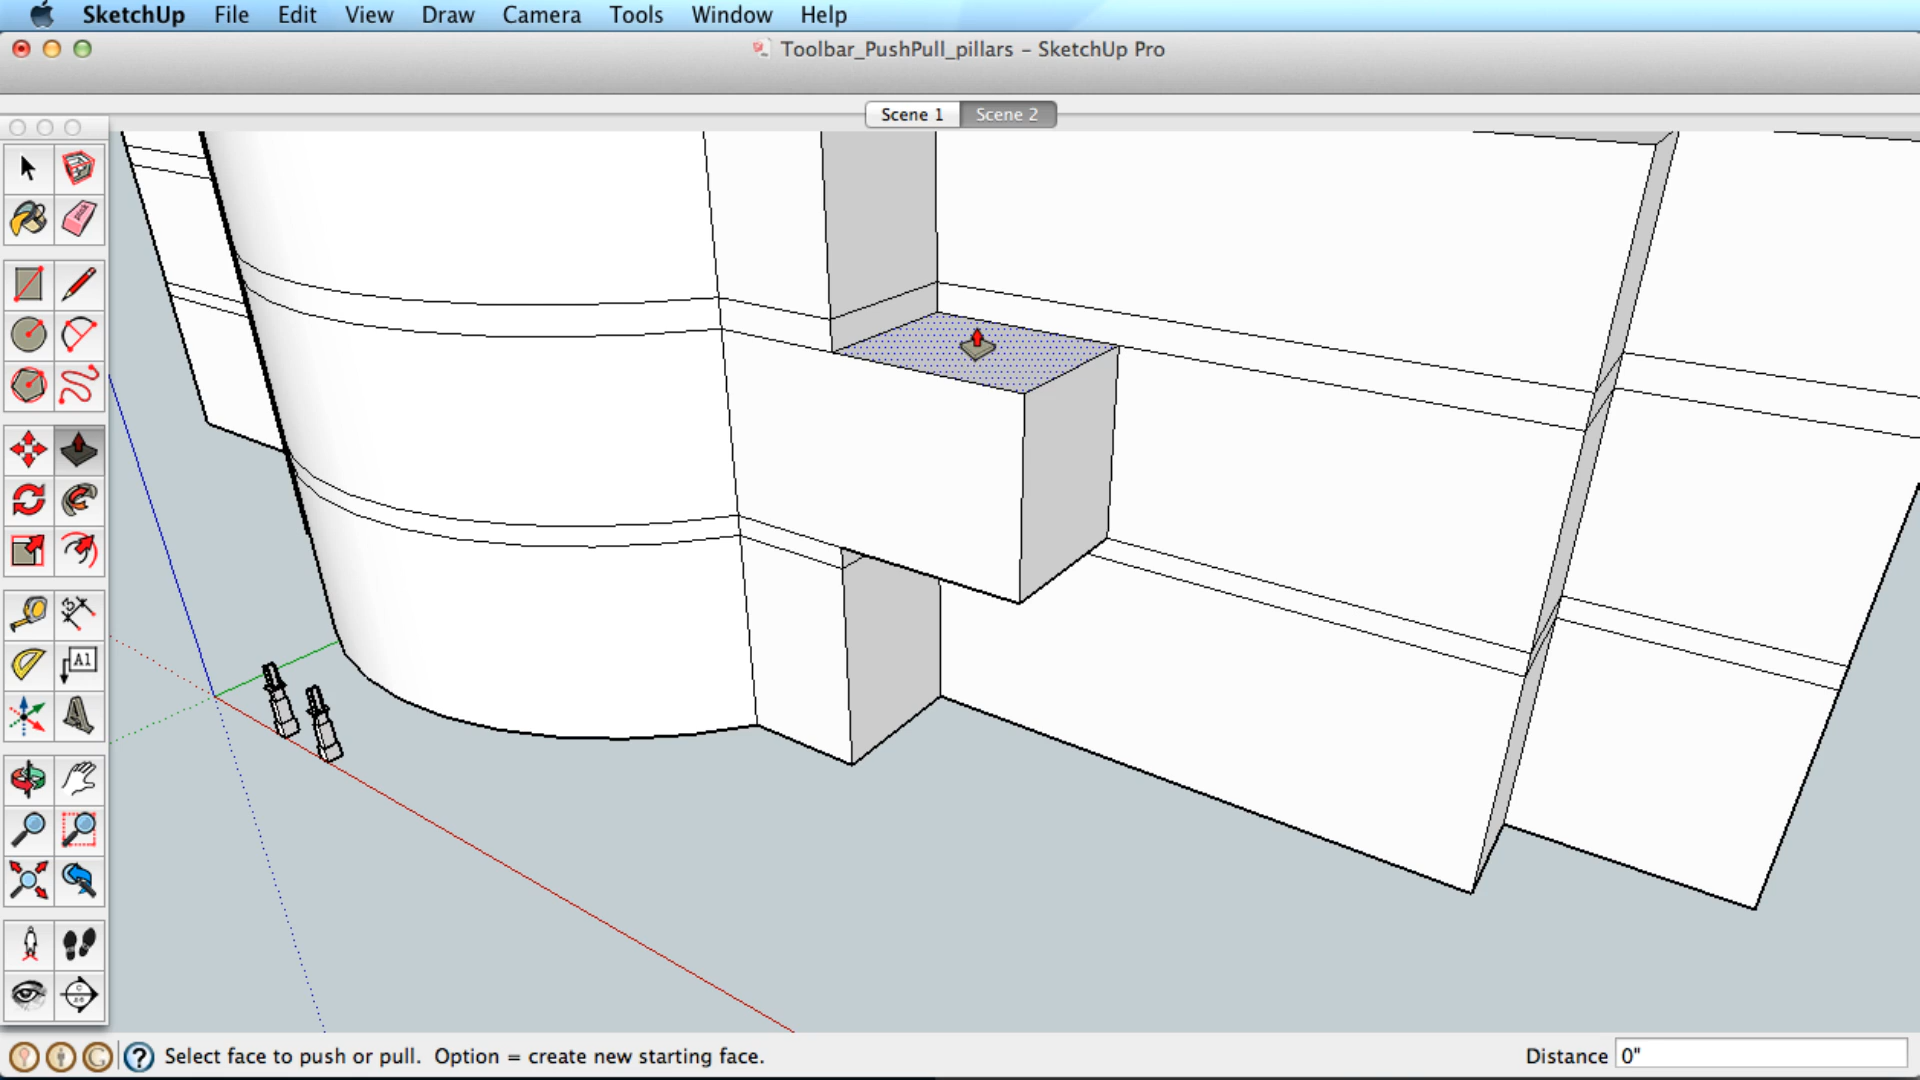 SketchUp File Edit View Draw Camera Tools Window Help
Toolbar_PushPull_pillars - SketchUp Pro
Scene 1 Scene 2
A1
Select face to push or pull. Option = create new starting face.
Distance 0"